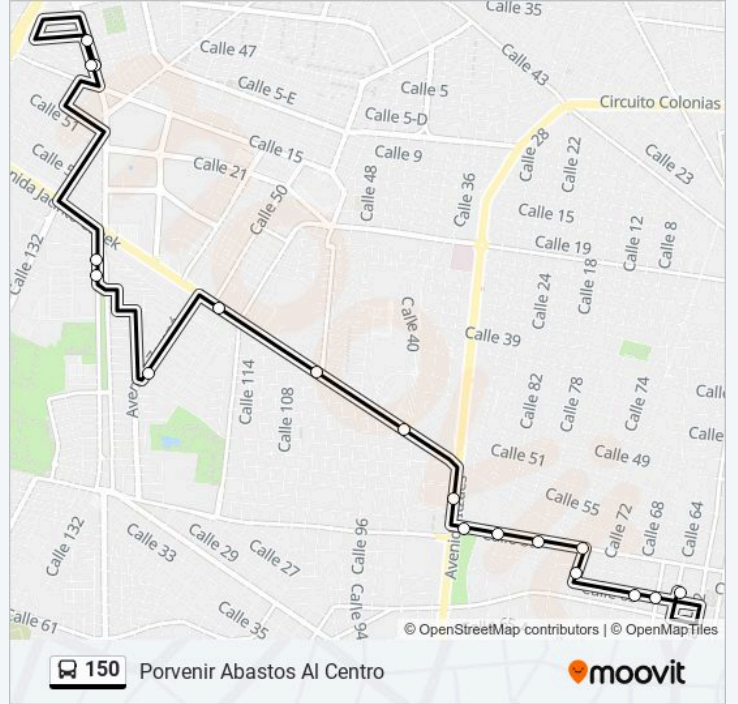 Calle 35
Calle 47
Calle 43
Calle 5-E
Calle 5
Circuito Colonias
Calle 51
Calle 5-D
Calle 28
Calle 15
Calle 9
Calle 22
Calle 23
Calle 21
Calle 48
Calle 36
Calle 50
Calle 15
Calle 12
Calle 8
Calle 19
Calle 132
Calle 24
Calle 18
Calle 40
Calle 39
Calle 114
Calle 108
Calle 82
Calle 78
Calle 74
Calle
Calle 51
Calle 49
Calle 55
Calle 72
Calle 68
Calle 64
Calle 132
Calle 33
Calle 29
Calle 27
Calle 96
Calle 94
Calle 35
alle 61
© OpenStreetMap contributors | © OpenMapTiles
150 Porvenir Abastos Al Centro
moovit